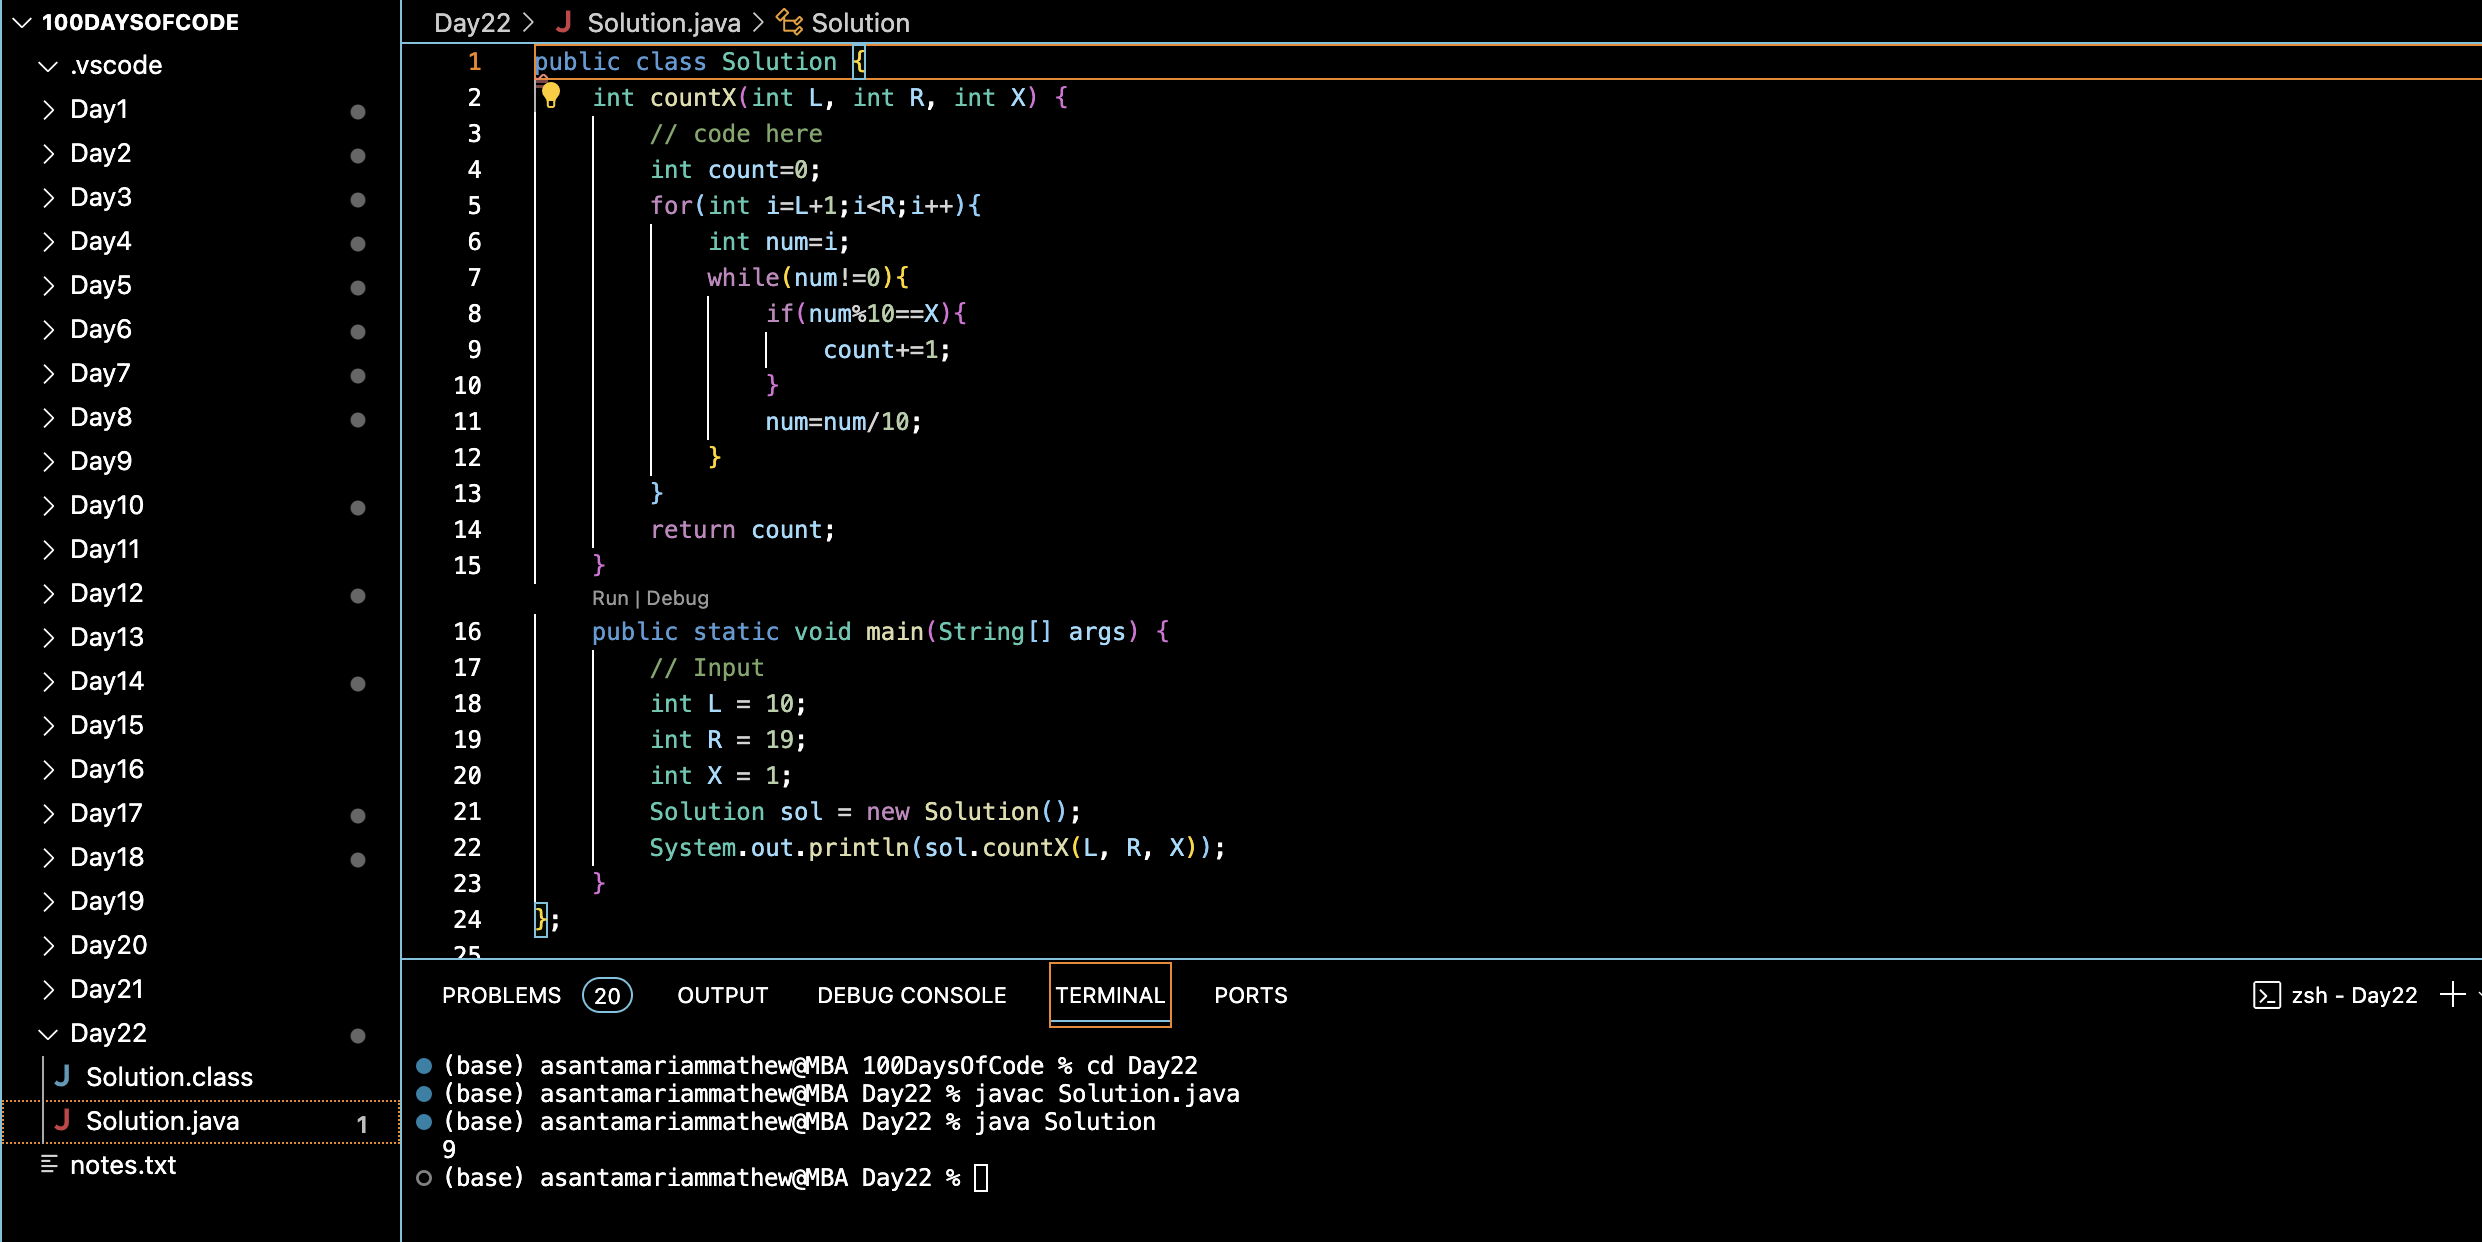 100DAYSOFCODE
.vscode
Day1
Day2
Day3
Day4
Day5
Day6
Day7
Day8
Day9
Day10
Day11
Day12
Day13
Day14
Day15
Day16
Day17
Day18
Day19
Day20
Day21
Day22
J Solution.class
J Solution.java 1
notes.txt
Day22 > J Solution.java > Solution
1 public class Solution {
2     int countX(int L, int R, int X) {
3         // code here
4         int count=0;
5         for(int i=L+1;i<R;i++){
6             int num=i;
7             while(num!=0){
8                 if(num%10==X){
9                     count+=1;
10                 }
11                 num=num/10;
12             }
13         }
14         return count;
15     }
Run | Debug
16     public static void main(String[] args) {
17         // Input
18         int L = 10;
19         int R = 19;
20         int X = 1;
21         Solution sol = new Solution();
22         System.out.println(sol.countX(L, R, X));
23     }
24 };
25
PROBLEMS 20 OUTPUT DEBUG CONSOLE TERMINAL PORTS zsh - Day22
(base) asantamariammathew@MBA 100DaysOfCode % cd Day22
(base) asantamariammathew@MBA Day22 % javac Solution.java
(base) asantamariammathew@MBA Day22 % java Solution
9
(base) asantamariammathew@MBA Day22 %